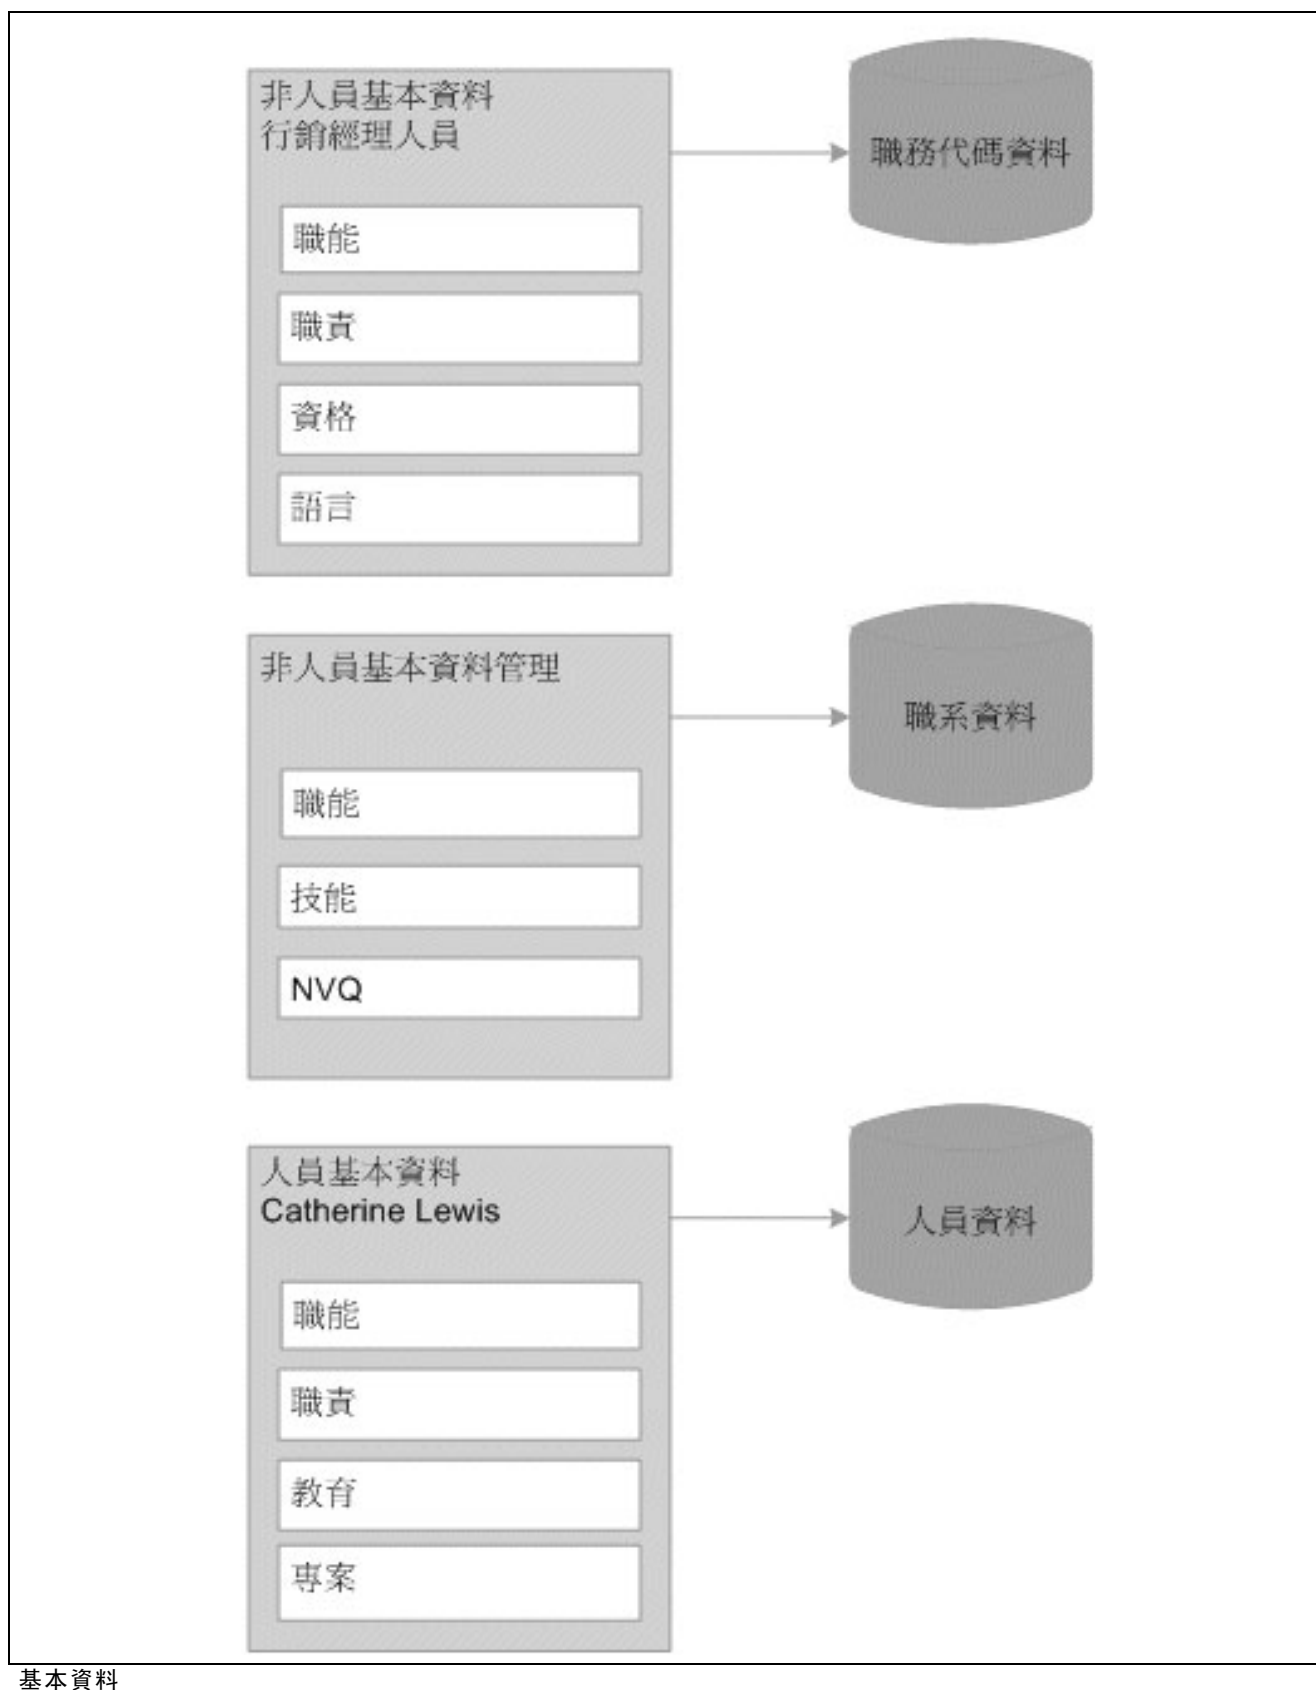 非人員基本資料
行銷經理人員
職務代碼資料
職能
職責
資格
語言
非人員基本資料管理
職系資料
職能
技能
NVQ
人員基本資料
Catherine Lewis
人員資料
職能
職責
教育
專案
基本資料